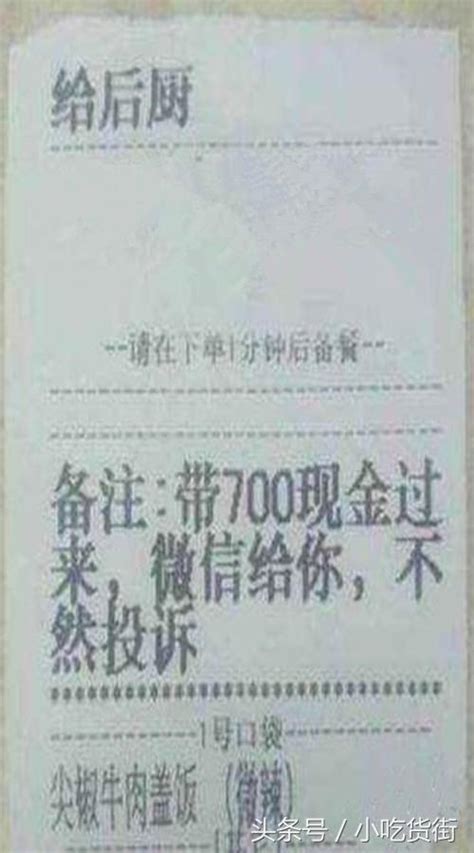 给后厨
--请在下单1分钟后备餐--
备注:带700现金过
来，微信给你，不
然投诉
1号口袋
尖椒牛肉盖饭（微辣）
头条号 / 小吃货街